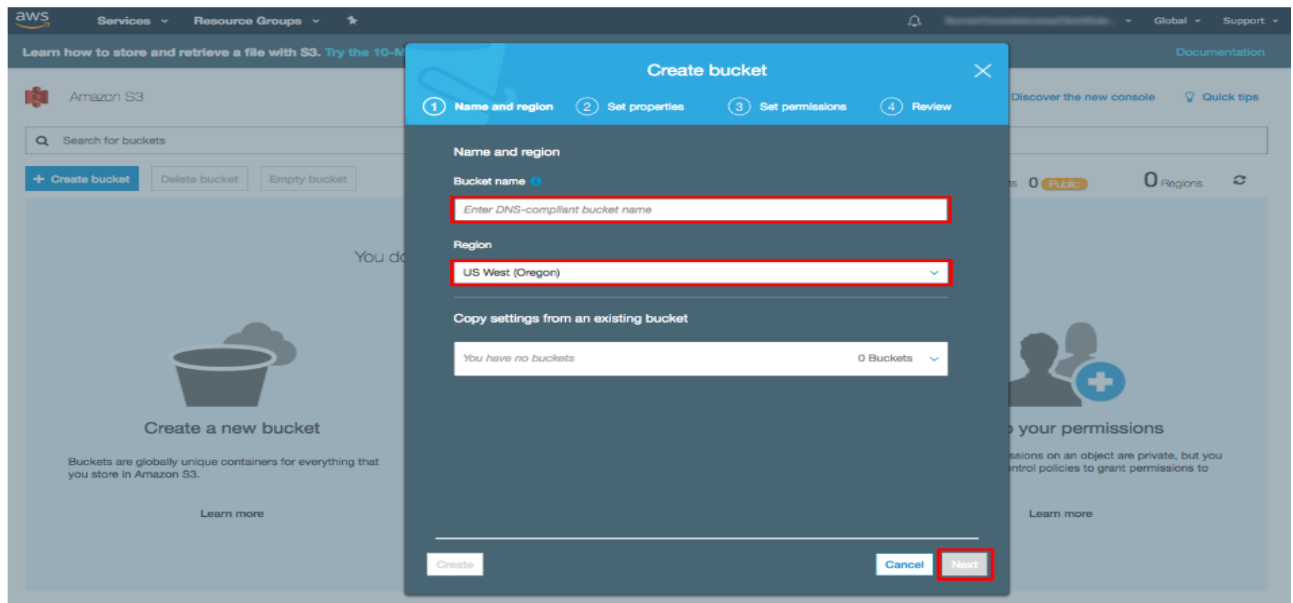 aws Services Resource Groups Global Support
Learn how to store and retrieve a file with S3. Try the 10-M Documentation
Amazon S3
Discover the new console Quick tips
Search for buckets
+ Create bucket Delete bucket Empty bucket
0 Public 0 Regions
You do
Create a new bucket
Buckets are globally unique containers for everything that
you store in Amazon S3.
Learn more
Create bucket
1 Name and region 2 Set properties 3 Set permissions 4 Review
Name and region
Bucket name
Enter DNS-compliant bucket name
Region
US West (Oregon)
Copy settings from an existing bucket
You have no buckets 0 Buckets
Create Cancel Next
your permissions
ssions on an object are private, but you
ontrol policies to grant permissions to
Learn more